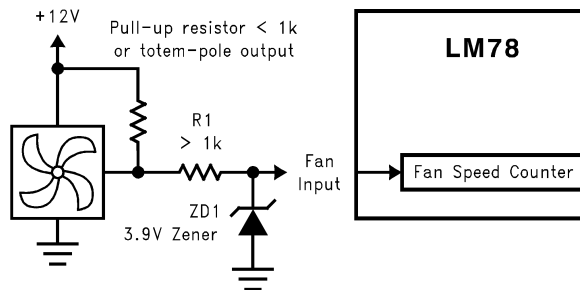 +12V
Pull-up resistor < 1k
or totem-pole output
LM78
R1
> 1k
Fan
Input
Fan Speed Counter
ZD1
3.9V Zener